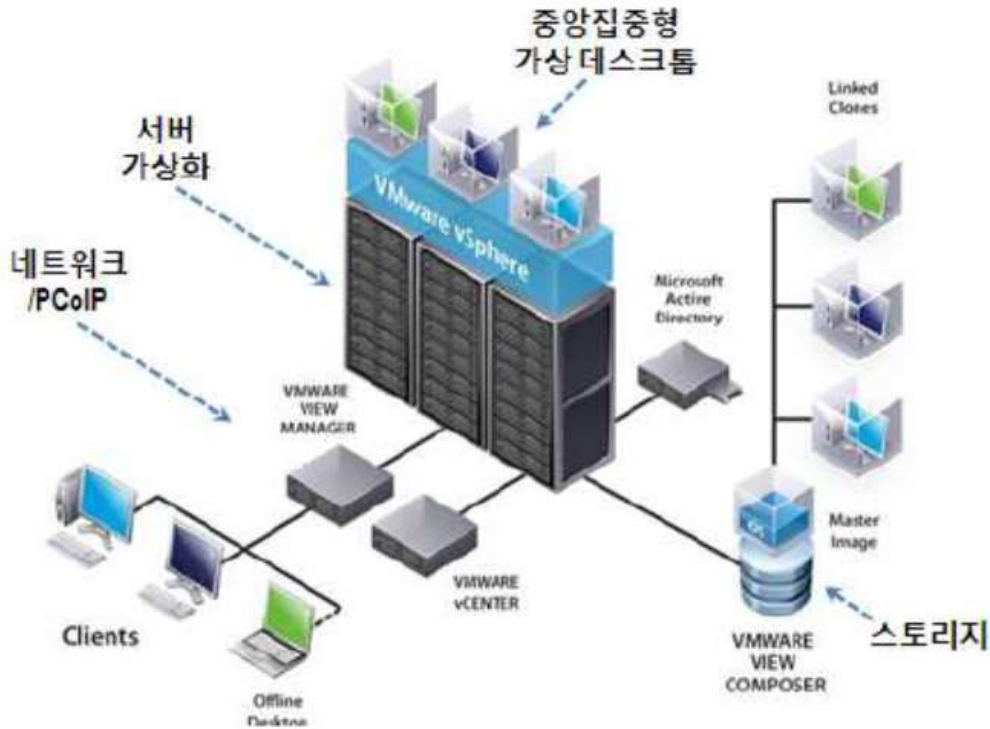 중앙집중형
가상 데스크톱
Linked
Clones
서버
가상화
VMware vSphere
네트워크
/PCoIP
Microsoft
Active
Directory
VMWARE
VIEW
MANAGER
OS
Master
Image
VMWARE
vCENTER
Clients
스토리지
VMWARE
VIEW
COMPOSER
Offline
Desktop